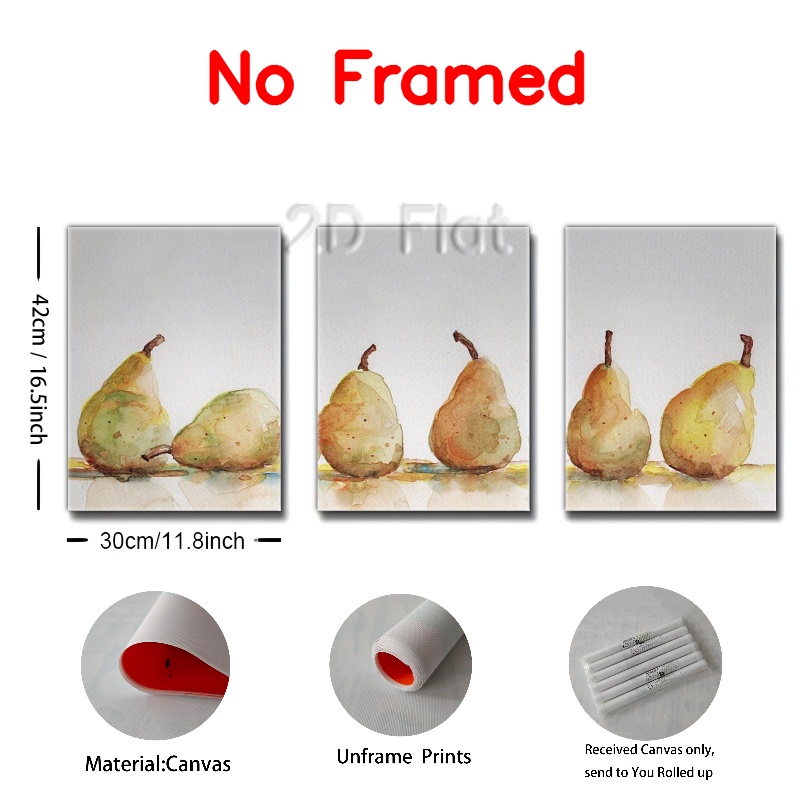 No Framed
2.D Flat
42cm / 16.5inch
30cm/11.8inch
Material:Canvas
Unframe Prints
Received Canvas only,
send to You Rolled up